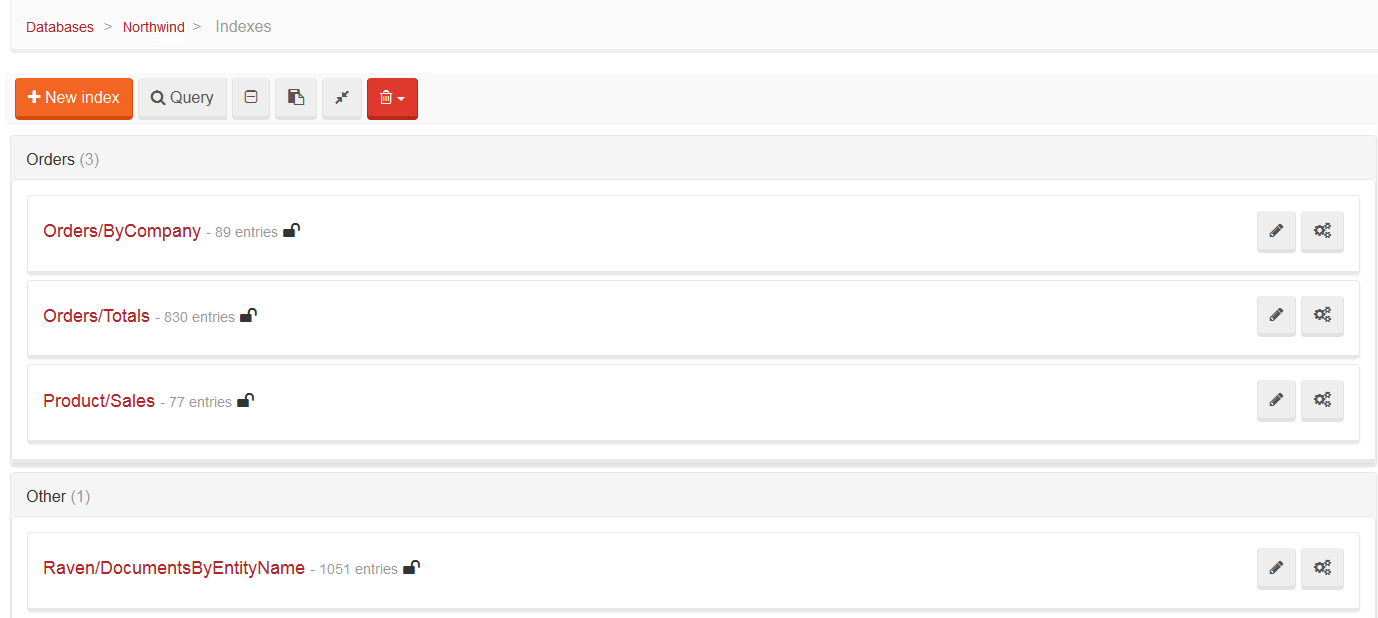 Databases > Northwind > Indexes
New index Query
Orders (3)
Orders/ByCompany - 89 entries
Orders/Totals - 830 entries
Product/Sales - 77 entries
Other (1)
Raven/DocumentsByEntityName - 1051 entries